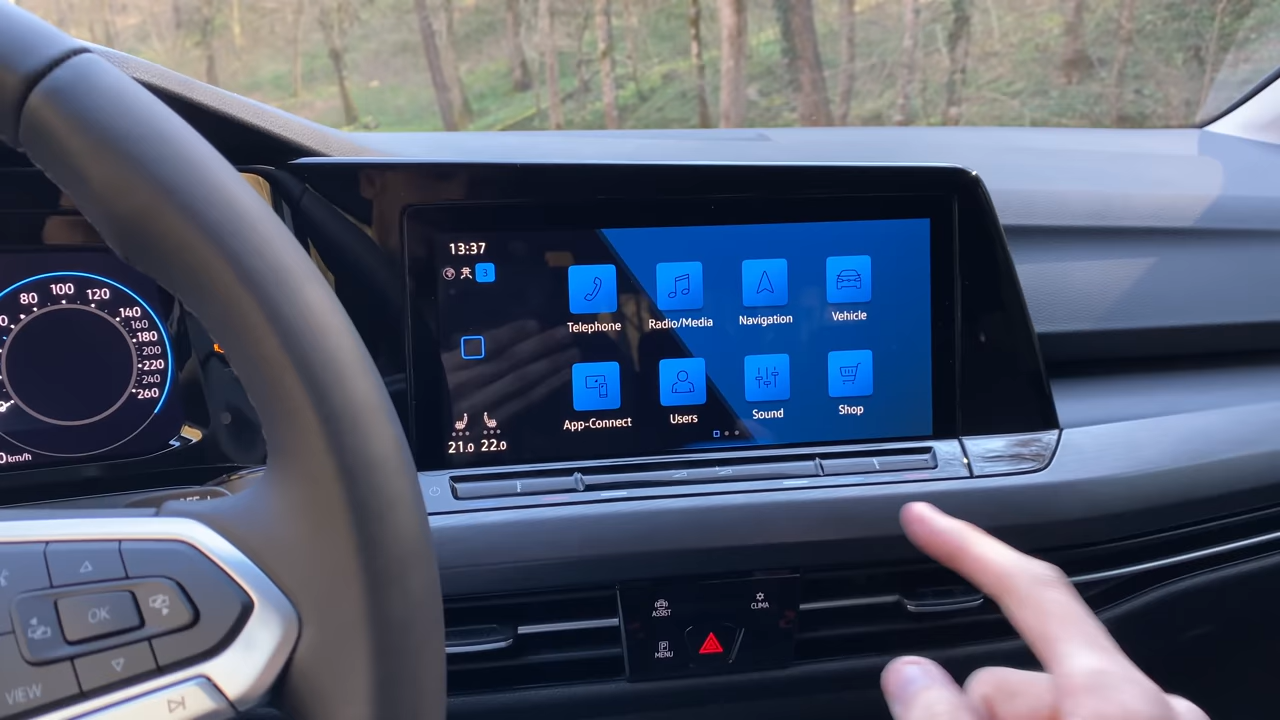 13:37
3
Telephone
Radio/Media
Navigation
Vehicle
App-Connect
Users
Sound
Shop
21.0 22.0
80 100 120 140 160 180 200 220 240 260
km/h
ASSIST
CLIMA
P
MENU
OK
VIEW